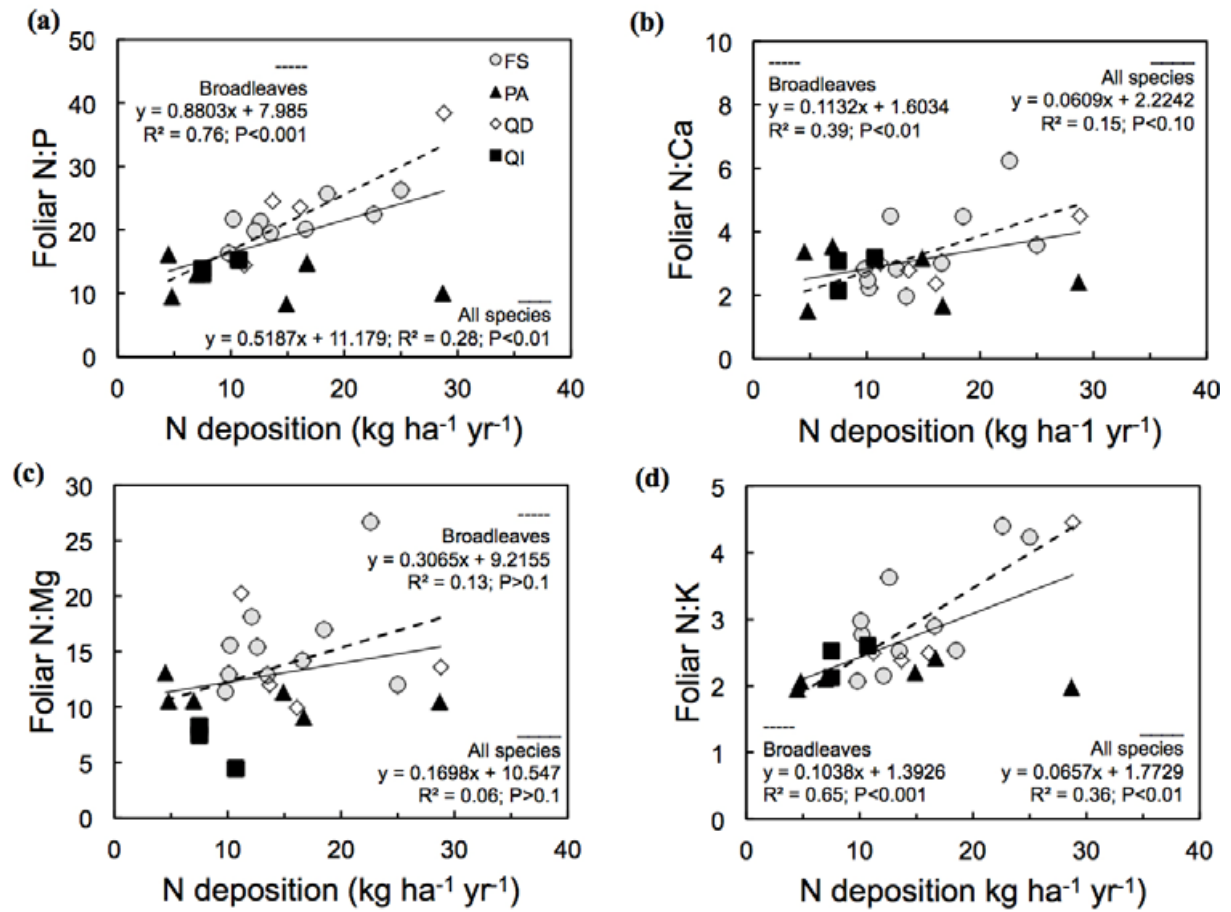 (a)
50
40
30
20
10
0
Foliar N:P
Broadleaves
y = 0.8803x + 7.985
R² = 0.76; P<0.001
FS
PA
QD
QI
All species
y = 0.5187x + 11.179; R² = 0.28; P<0.01
0 10 20 30 40
N deposition (kg ha⁻¹ yr⁻¹)
(b)
10
8
6
4
2
0
Foliar N:Ca
Broadleaves
y = 0.1132x + 1.6034
R² = 0.39; P<0.01
All species
y = 0.0609x + 2.2242
R² = 0.15; P<0.10
0 10 20 30 40
N deposition (kg ha⁻1 yr⁻¹)
(c)
30
25
20
15
10
5
0
Foliar N:Mg
Broadleaves
y = 0.3065x + 9.2155
R² = 0.13; P>0.1
All species
y = 0.1698x + 10.547
R² = 0.06; P>0.1
0 10 20 30 40
N deposition (kg ha⁻¹ yr⁻¹)
(d)
5
4
3
2
1
0
Foliar N:K
Broadleaves
y = 0.1038x + 1.3926
R² = 0.65; P<0.001
All species
y = 0.0657x + 1.7729
R² = 0.36; P<0.01
0 10 20 30 40
N deposition kg ha⁻¹ yr⁻¹)